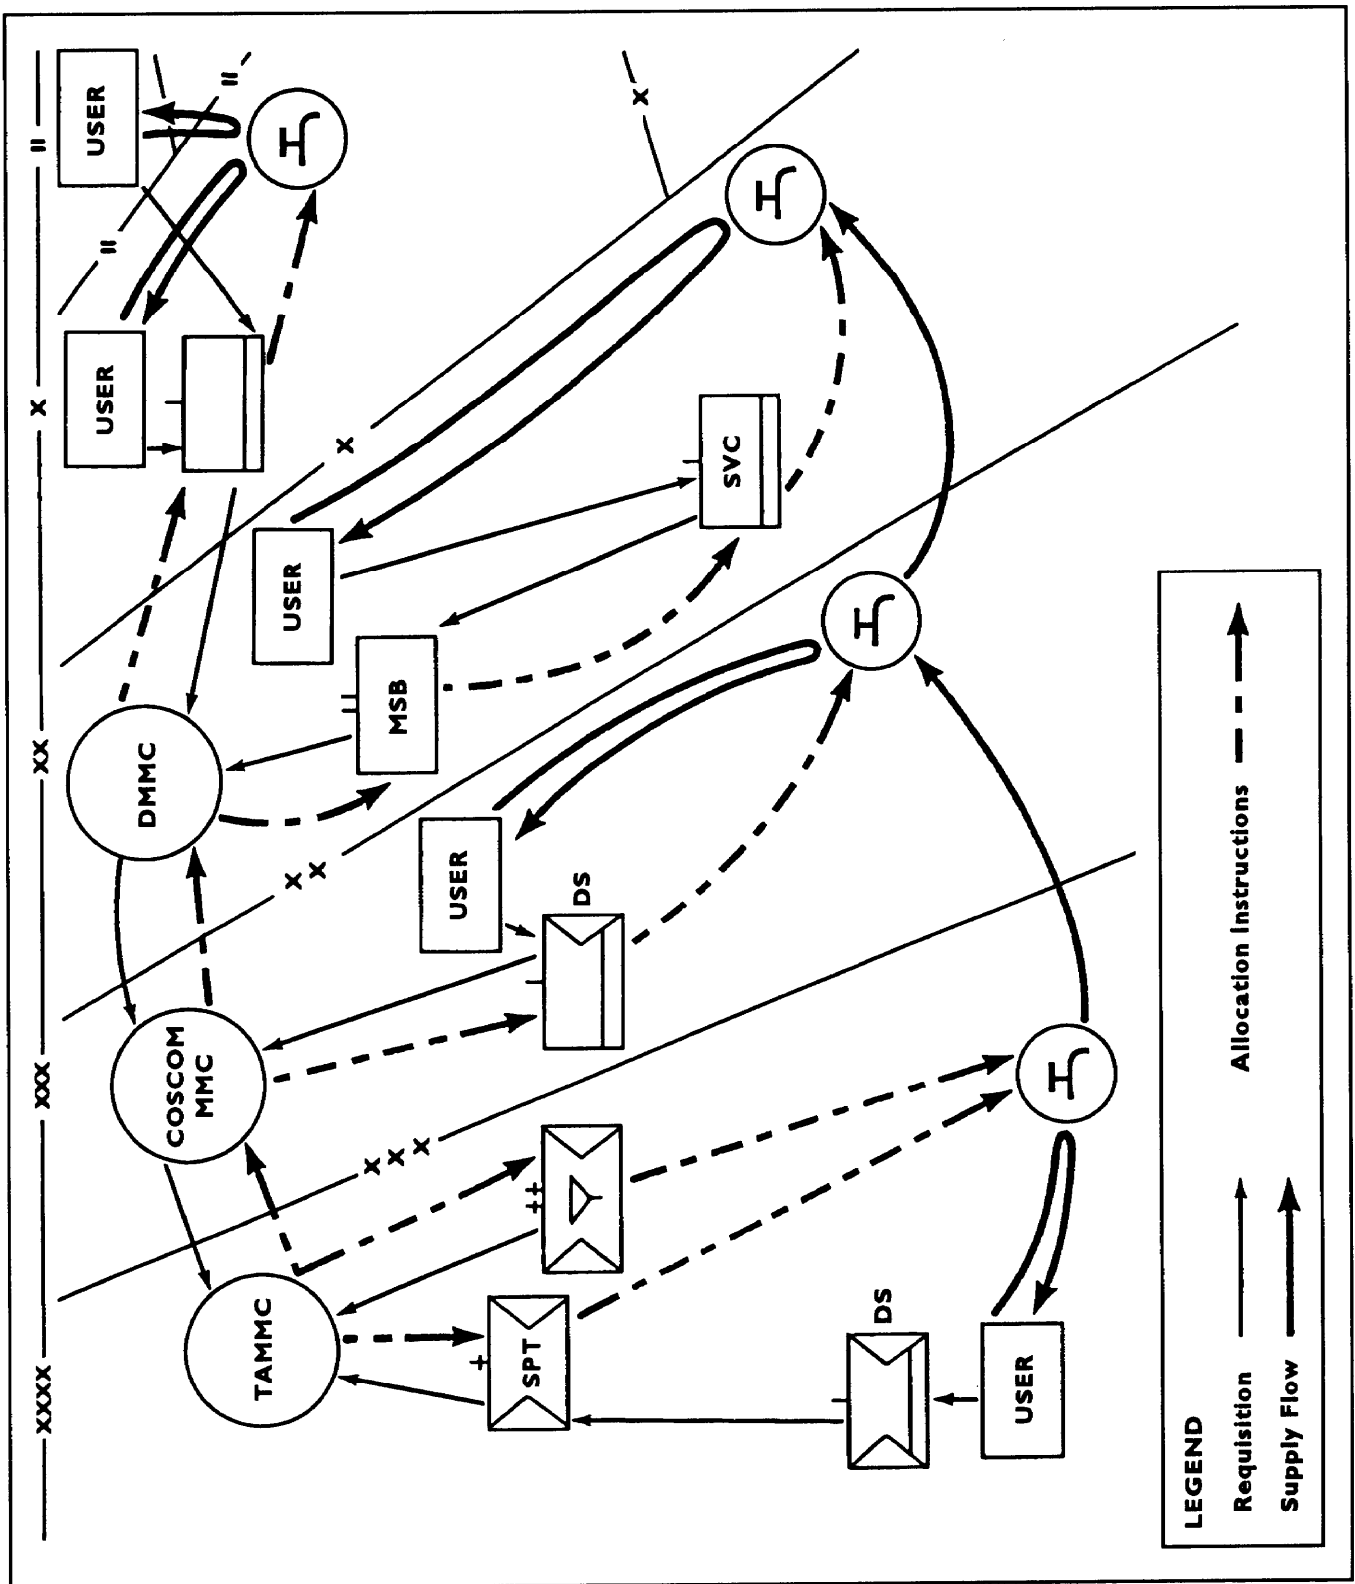 XXXX
XXX
XX
X
II
TAMMC
COSCOM
MMC
DMMC
USER
USER
II
II
X
X
USER
MSB
SVC
XX
USER
DS
XXX
SPT
DS
USER
LEGEND
Requisition
Supply Flow
Allocation Instructions